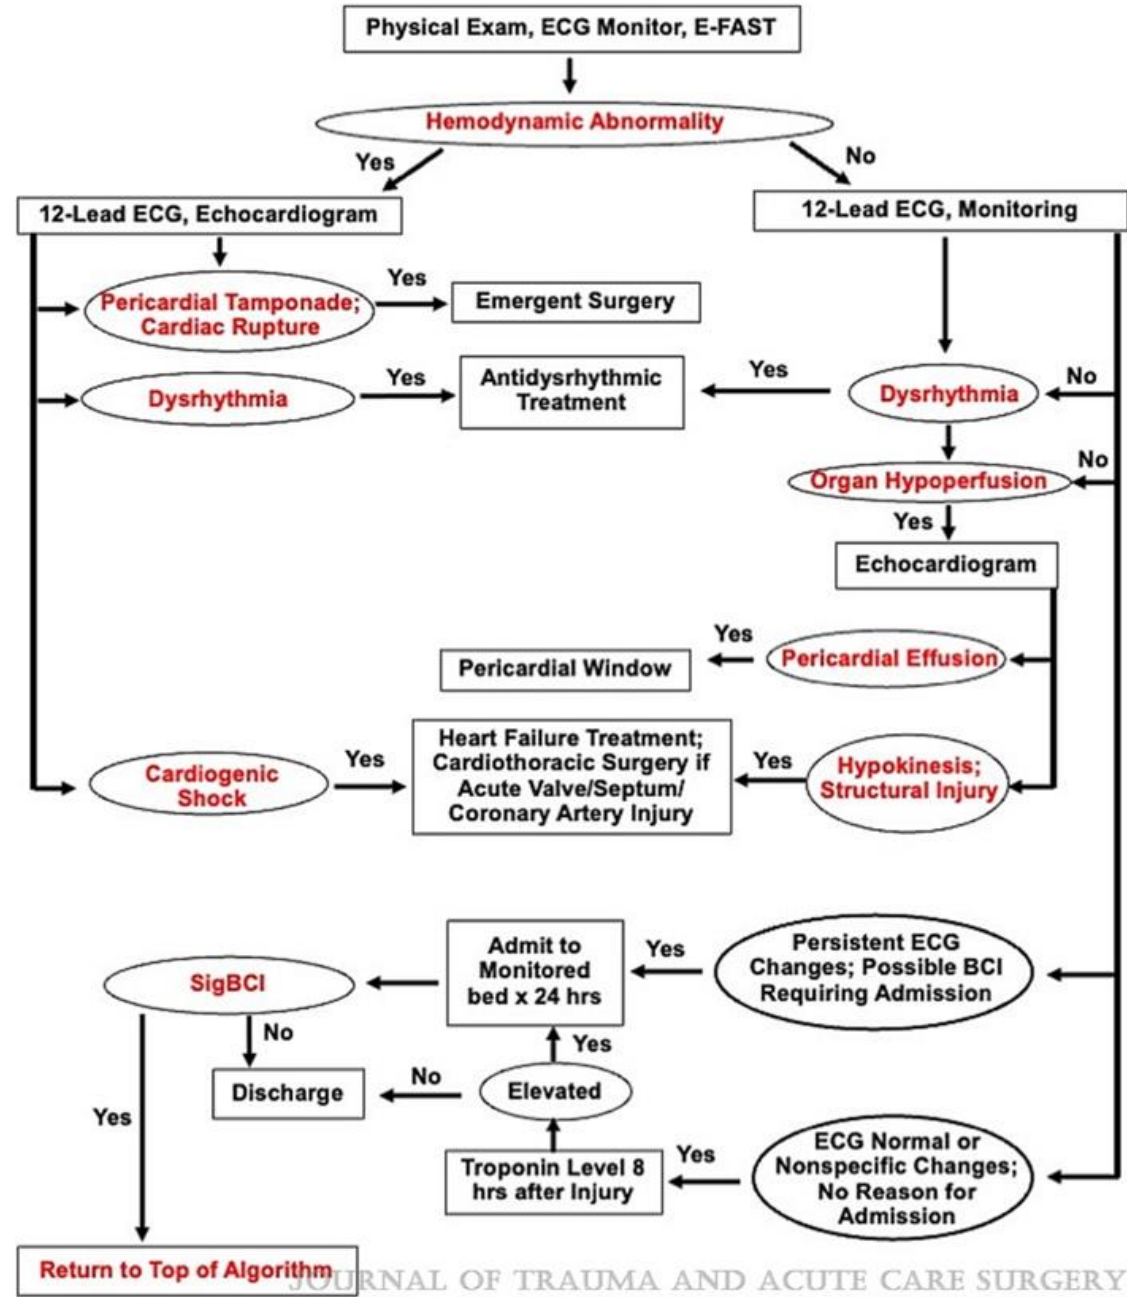 Physical Exam, ECG Monitor, E-FAST
Hemodynamic Abnormality
Yes
No
12-Lead ECG, Echocardiogram
12-Lead ECG, Monitoring
Pericardial Tamponade;
Cardiac Rupture
Yes
Emergent Surgery
Dysrhythmia
Yes
Antidysrhythmic
Treatment
Yes
Dysrhythmia
No
Organ Hypoperfusion
No
Yes
Echocardiogram
Pericardial Window
Yes
Pericardial Effusion
Cardiogenic
Shock
Yes
Heart Failure Treatment;
Cardiothoracic Surgery if
Acute Valve/Septum/
Coronary Artery Injury
Yes
Hypokinesis;
Structural Injury
SigBCI
Admit to
Monitored
bed x 24 hrs
Yes
Persistent ECG
Changes; Possible BCI
Requiring Admission
No
Yes
Discharge
No
Elevated
Yes
Troponin Level 8
hrs after Injury
Yes
ECG Normal or
Nonspecific Changes;
No Reason for
Admission
Return to Top of Algorithm
JOURNAL OF TRAUMA AND ACUTE CARE SURGERY